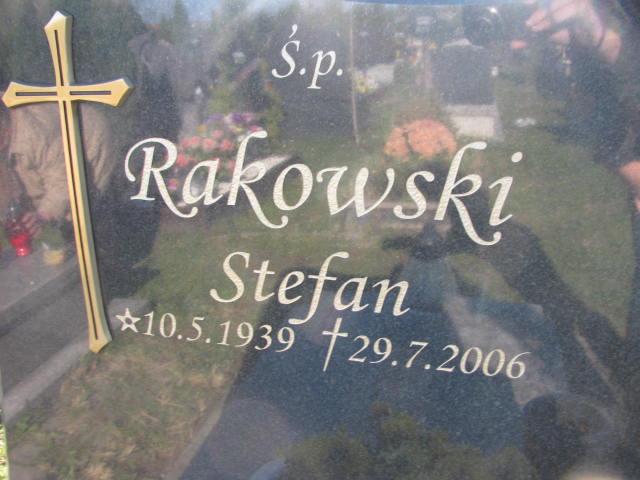 Ś.p.
Rakowski
Stefan
☆10.5.1939 †29.7.2006